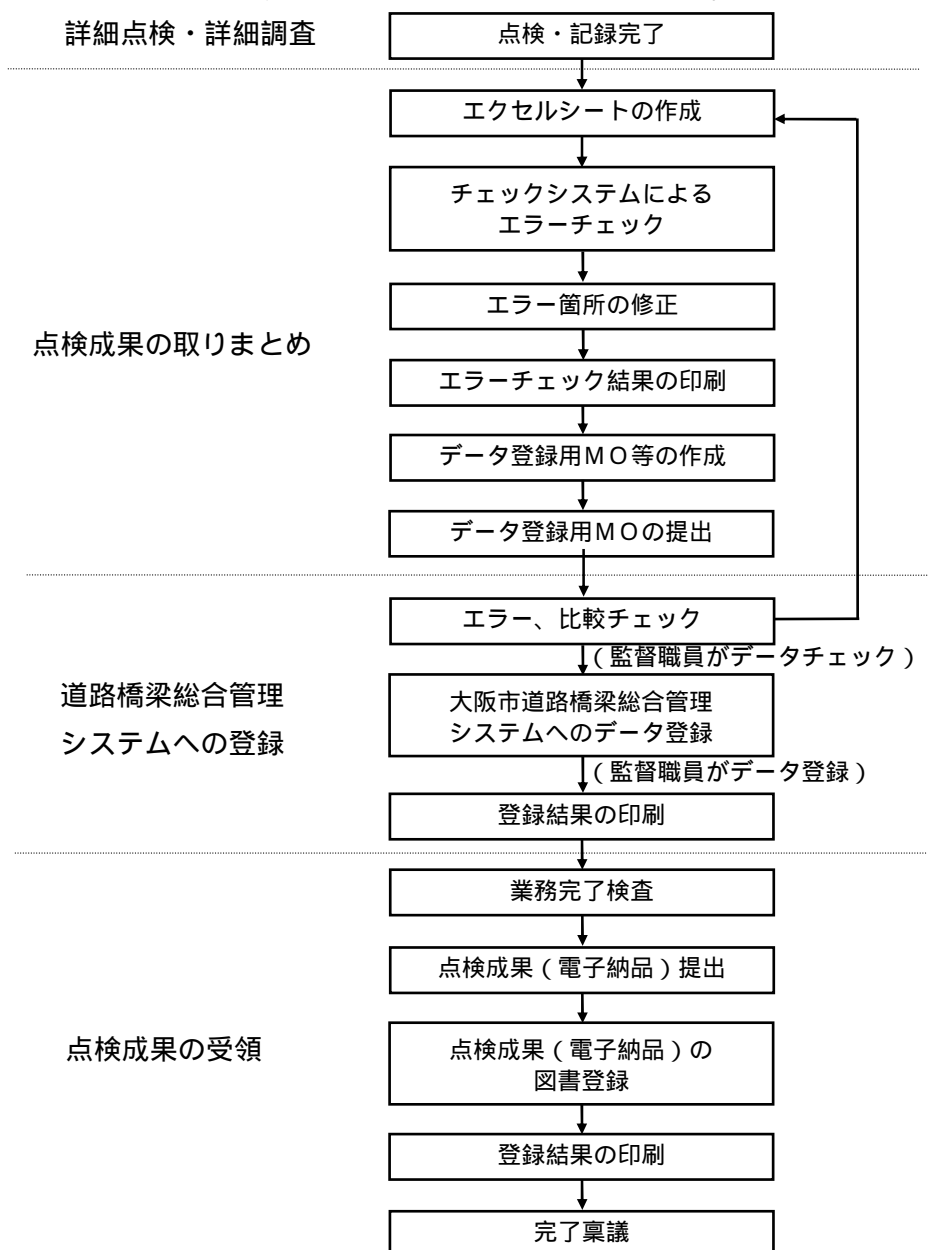 詳細点検・詳細調査
点検・記録完了
エクセルシートの作成
チェックシステムによる
エラーチェック
エラー箇所の修正
点検成果の取りまとめ
エラーチェック結果の印刷
データ登録用ＭＯ等の作成
データ登録用ＭＯの提出
エラー、比較チェック
（監督職員がデータチェック）
道路橋梁総合管理
システムへの登録
大阪市道路橋梁総合管理
システムへのデータ登録
（監督職員がデータ登録）
登録結果の印刷
業務完了検査
点検成果（電子納品）提出
点検成果の受領
点検成果（電子納品）の
図書登録
登録結果の印刷
完了稟議